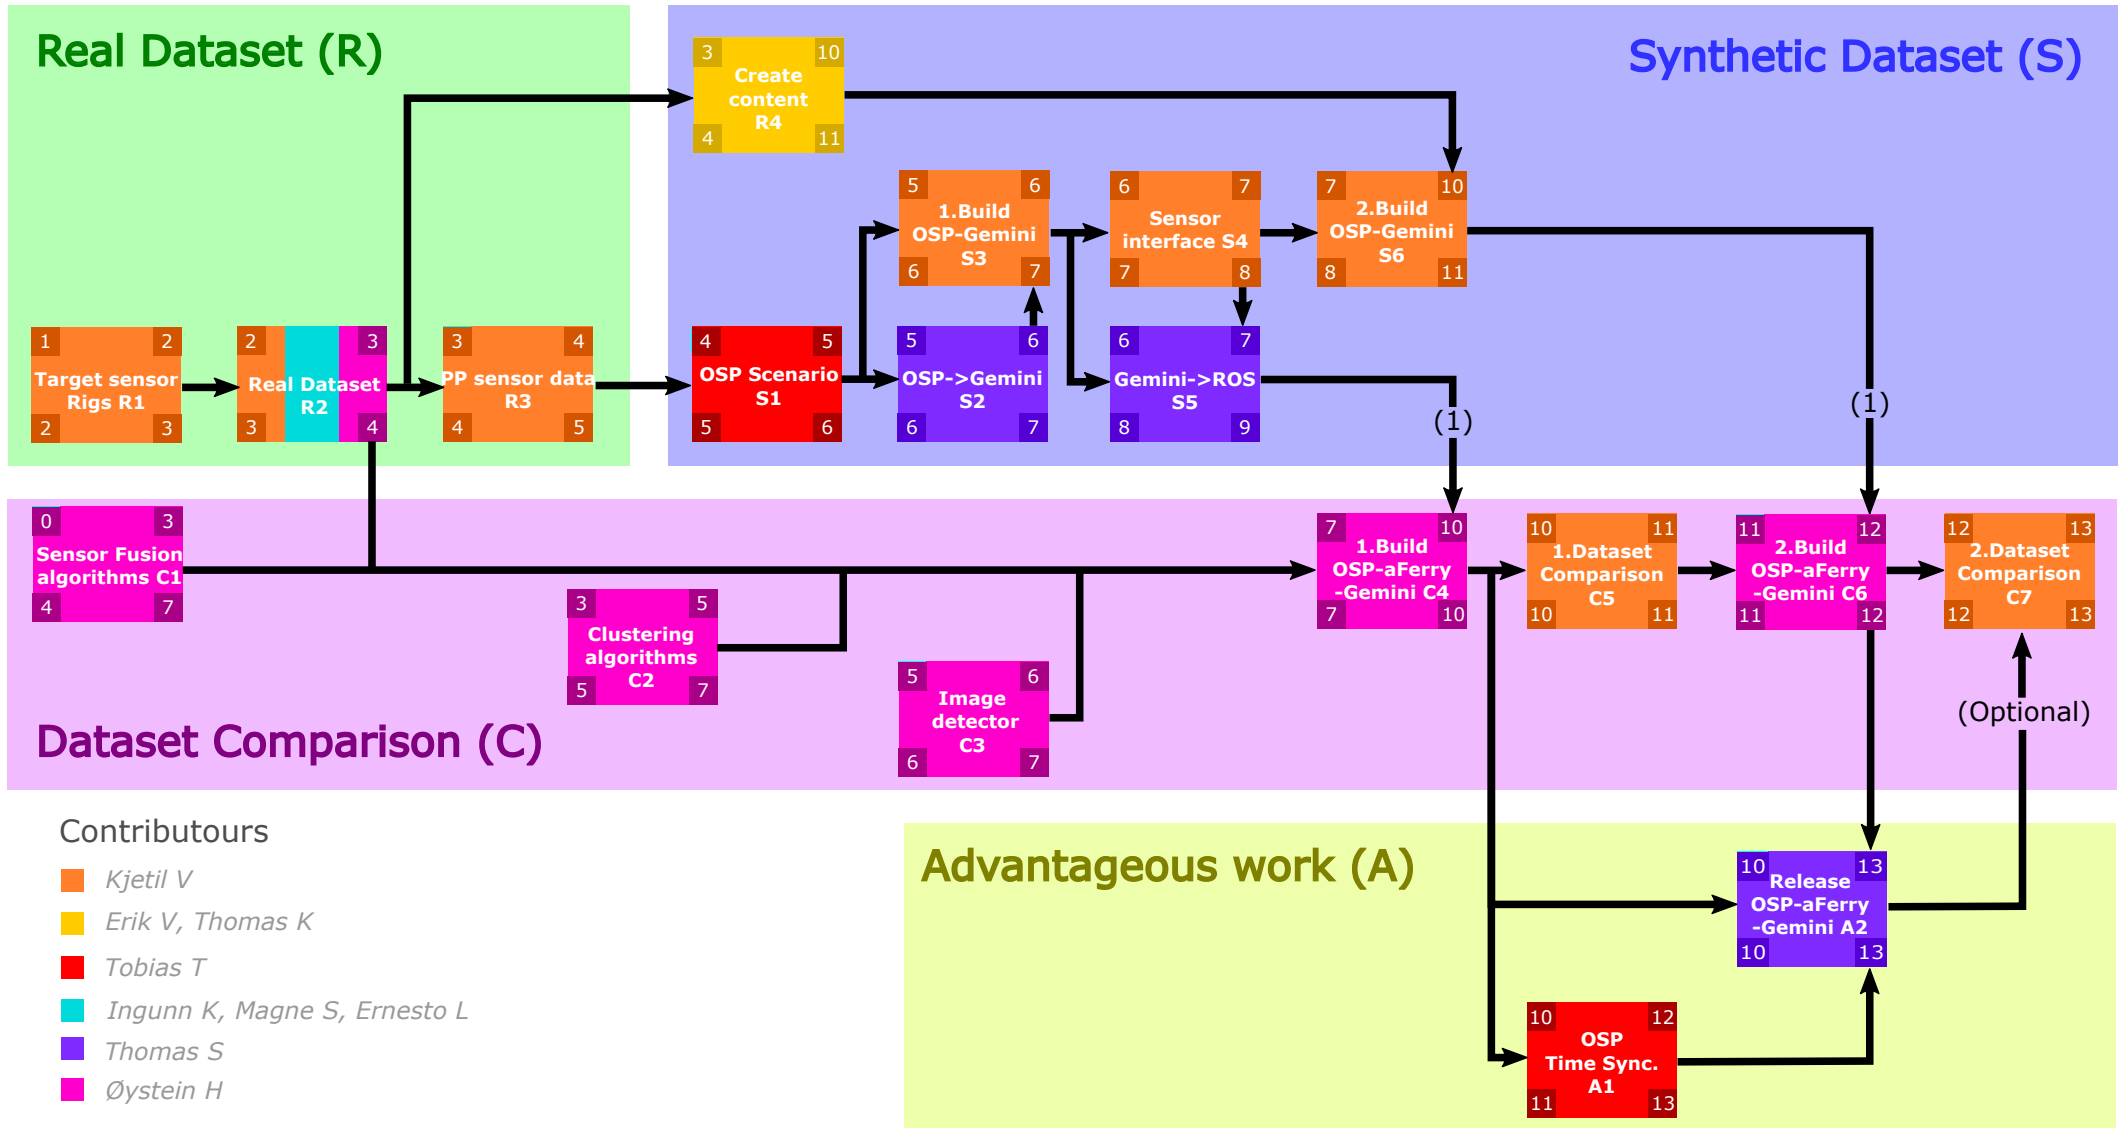 Real Dataset (R)
Synthetic Dataset (S)
3 10
Create
content
R4
4 11
5 6
1.Build
OSP-Gemini
S3
6 7
6 7
Sensor
interface S4
7 8
7 10
2.Build
OSP-Gemini
S6
8 11
1 2
Target sensor
Rigs R1
2 3
2 3
Real Dataset
R2
3 4
3 4
PP sensor data
R3
4 5
4 5
OSP Scenario
S1
5 6
5 6
OSP->Gemini
S2
6 7
6 7
Gemini->ROS
S5
8 9
(1)
(1)
0 3
Sensor Fusion
algorithms C1
4 7
3 5
Clustering
algorithms
C2
5 7
5 6
Image
detector
C3
6 7
7 10
1.Build
OSP-aFerry
-Gemini C4
7 10
10 11
1.Dataset
Comparison
C5
10 11
11 12
2.Build
OSP-aFerry
-Gemini C6
11 12
12 13
2.Dataset
Comparison
C7
12 13
(Optional)
Dataset Comparison (C)
Contributours
Kjetil V
Erik V, Thomas K
Tobias T
Ingunn K, Magne S, Ernesto L
Thomas S
Øystein H
Advantageous work (A)
10 13
Release
OSP-aFerry
-Gemini A2
10 13
10 12
OSP
Time Sync.
A1
11 13